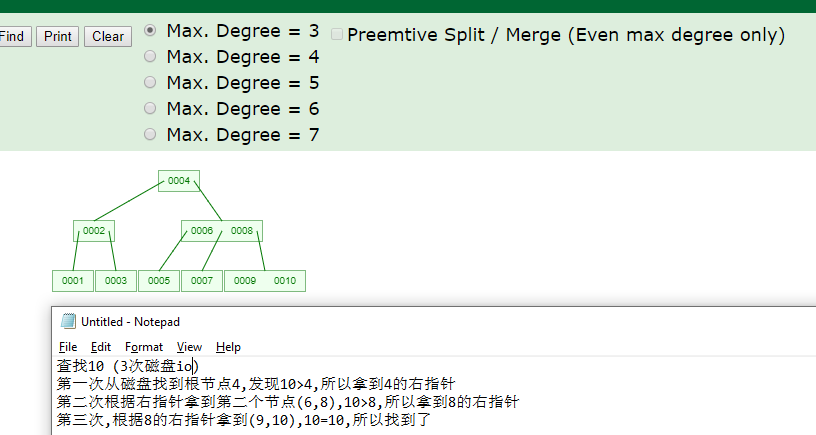 Find Print Clear Max. Degree = 3 Preemtive Split / Merge (Even max degree only)
Max. Degree = 4
Max. Degree = 5
Max. Degree = 6
Max. Degree = 7
0004
0002 0006 0008
0001 0003 0005 0007 0009 0010
Untitled - Notepad
File Edit Format View Help
查找10 (3次磁盘io)
第一次从磁盘找到根节点4,发现10>4,所以拿到4的右指针
第二次根据右指针拿到第二个节点(6,8),10>8,所以拿到8的右指针
第三次,根据8的右指针拿到(9,10),10=10,所以找到了